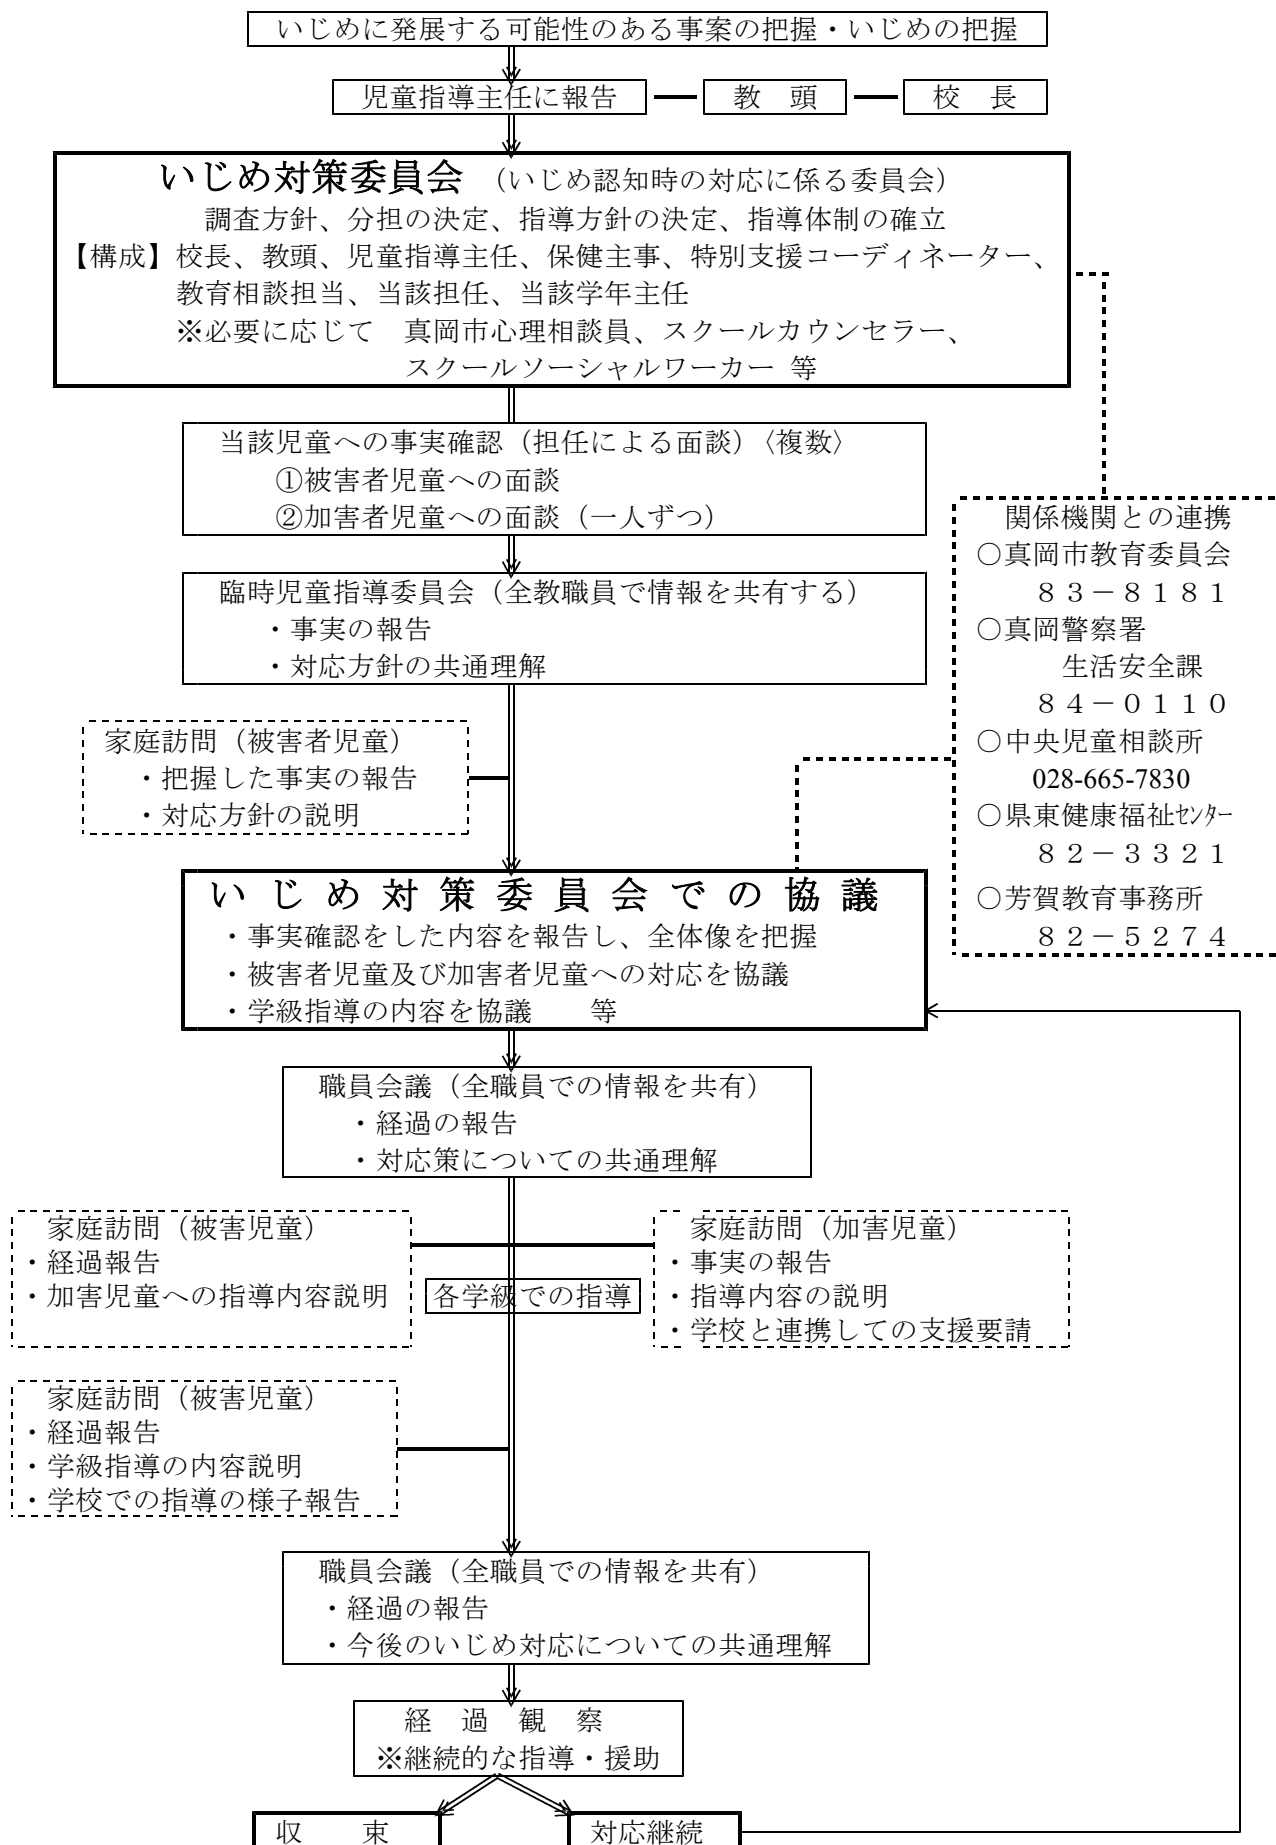 いじめに発展する可能性のある事案の把握・いじめの把握
児童指導主任に報告
教　頭
校　長
いじめ対策委員会　（いじめ認知時の対応に係る委員会）
調査方針、分担の決定、指導方針の決定、指導体制の確立
【構成】校長、教頭、児童指導主任、保健主事、特別支援コーディネーター、
教育相談担当、当該担任、当該学年主任
※必要に応じて　真岡市心理相談員、スクールカウンセラー、
スクールソーシャルワーカー 等
当該児童への事実確認（担任による面談）〈複数〉
①被害者児童への面談
②加害者児童への面談（一人ずつ）
臨時児童指導委員会（全教職員で情報を共有する）
・事実の報告
・対応方針の共通理解
関係機関との連携
○真岡市教育委員会
８３－８１８１
○真岡警察署
生活安全課
８４－０１１０
○中央児童相談所
028-665-7830
○県東健康福祉ｾﾝﾀｰ
８２－３３２１
○芳賀教育事務所
８２－５２７４
家庭訪問（被害者児童）
・把握した事実の報告
・対応方針の説明
い じ め 対 策 委 員 会 で の 協 議
・事実確認をした内容を報告し、全体像を把握
・被害者児童及び加害者児童への対応を協議
・学級指導の内容を協議　　等
職員会議（全職員での情報を共有）
・経過の報告
・対応策についての共通理解
家庭訪問（被害児童）
・経過報告
・加害児童への指導内容説明
各学級での指導
家庭訪問（加害児童）
・事実の報告
・指導内容の説明
・学校と連携しての支援要請
家庭訪問（被害児童）
・経過報告
・学級指導の内容説明
・学校での指導の様子報告
職員会議（全職員での情報を共有）
・経過の報告
・今後のいじめ対応についての共通理解
経　過　観　察
※継続的な指導・援助
収　　束
対応継続